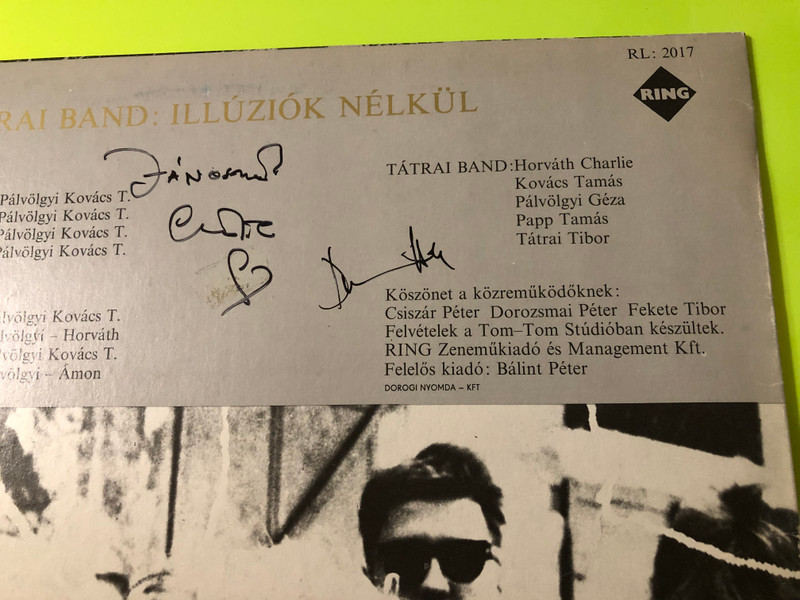 RL: 2017
RING
RAI BAND: ILLÚZIÓK NÉLKÜL
Pálvölgyi Kovács T.
Pálvölgyi Kovács T.
Pálvölgyi Kovács T.
Pálvölgyi Kovács T.
lvölgyi Kovács T.
lvölgyi – Horváth
lvölgyi Kovács T.
lvölgyi – Ámon
TÁTRAI BAND:Horváth Charlie
Kovács Tamás
Pálvölgyi Géza
Papp Tamás
Tátrai Tibor
Köszönet a közreműködőknek:
Csiszár Péter Dorozsmai Péter Fekete Tibor
Felvételek a Tom–Tom Stúdióban készültek.
RING Zeneműkiadó és Management Kft.
Felelős kiadó: Bálint Péter
DOROGI NYOMDA – KFT